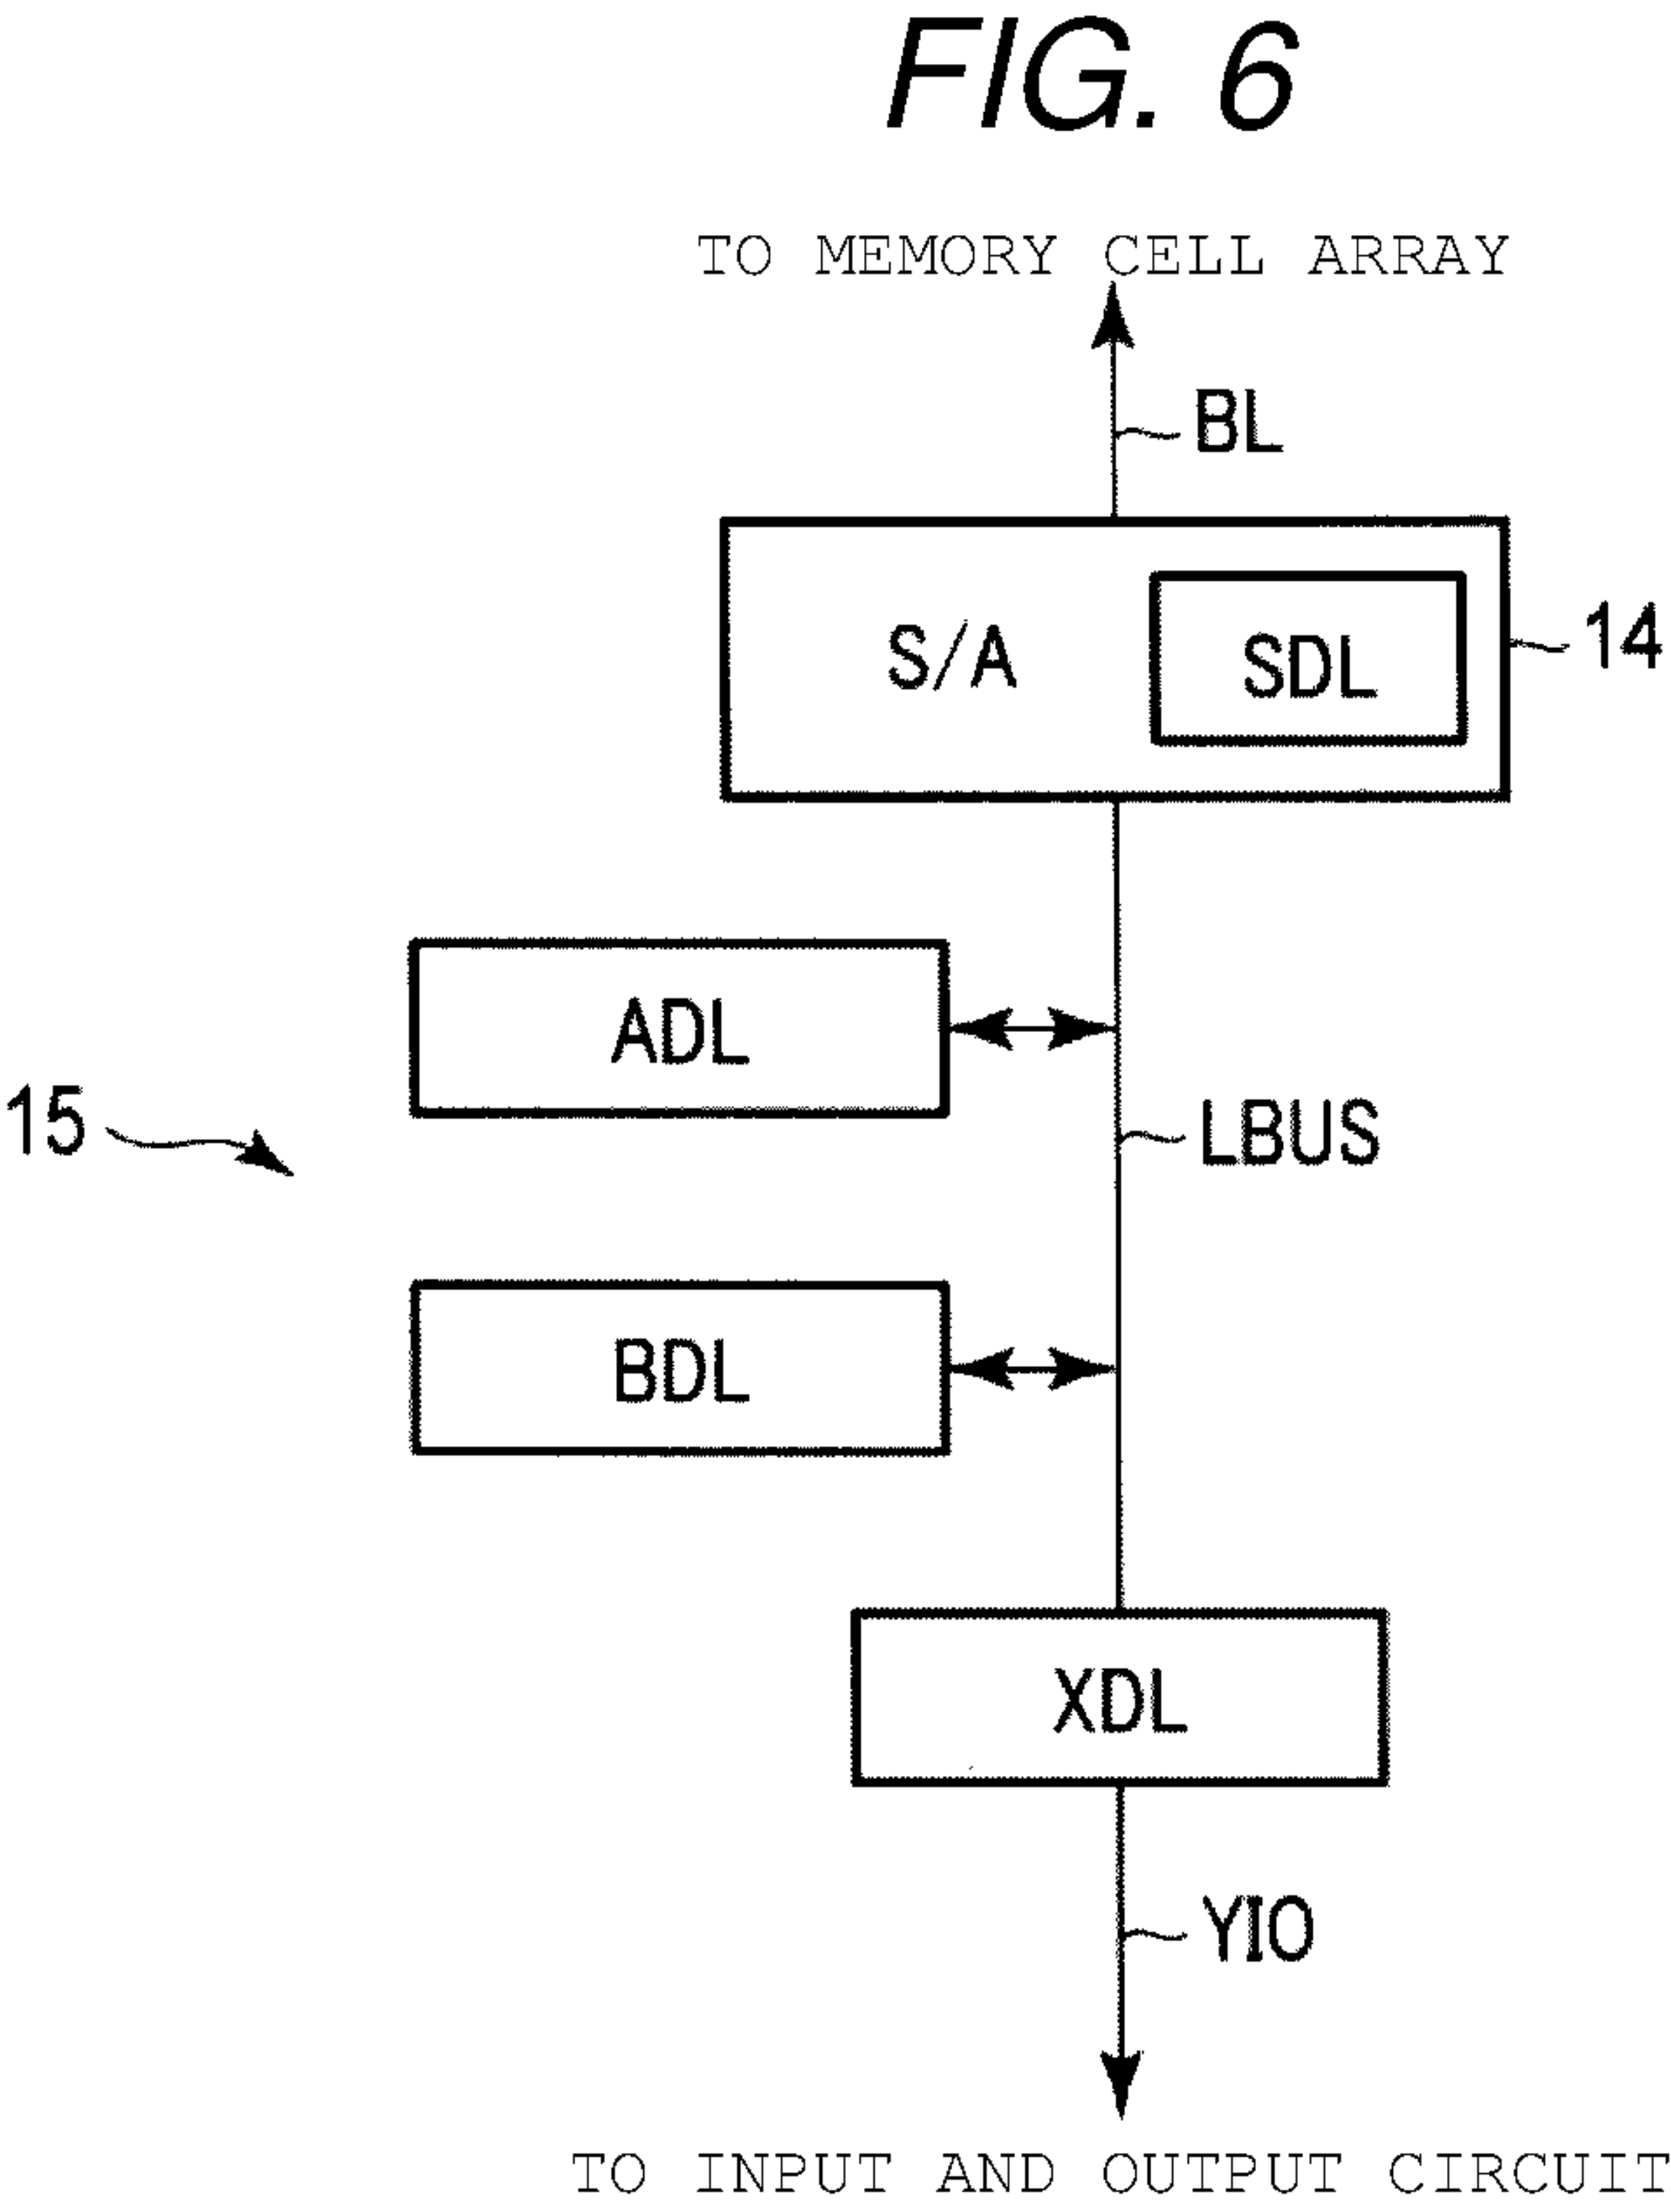 FIG. 6
TO MEMORY CELL ARRAY
BL
S/A
SDL
14
ADL
15
LBUS
BDL
XDL
YIO
TO INPUT AND OUTPUT CIRCUIT